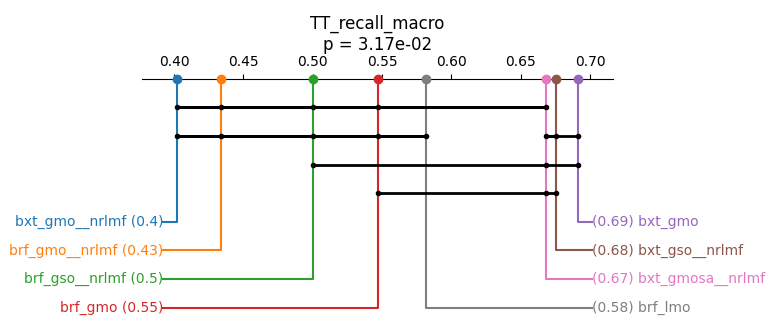 TT_recall_macro
p = 3.17e-02
0.40 0.45 0.50 0.55 0.60 0.65 0.70
bxt_gmo__nrlmf (0.4) (0.69) bxt_gmo
brf_gmo__nrlmf (0.43) (0.68) bxt_gso__nrlmf
brf_gso__nrlmf (0.5) (0.67) bxt_gmosa__nrlmf
brf_gmo (0.55) (0.58) brf_lmo